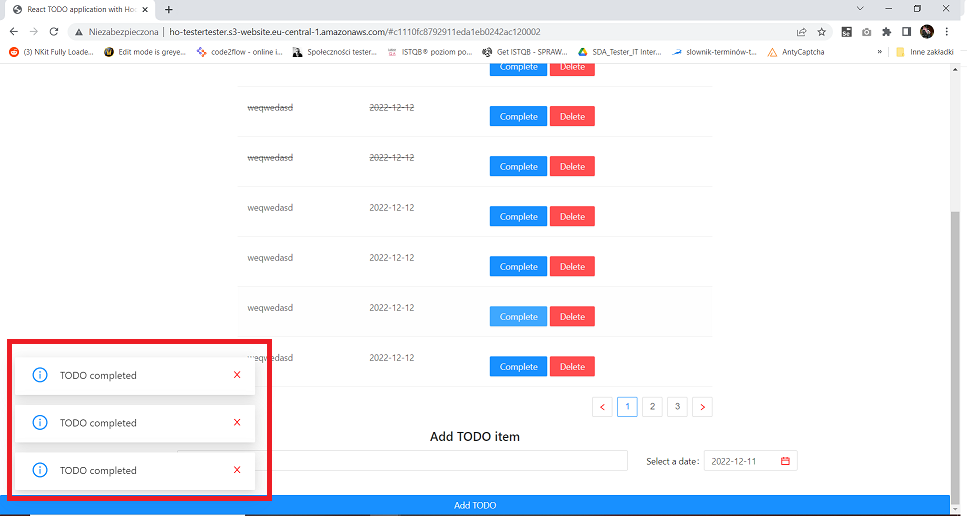 React TODO application with Ho
Niezabezpieczona | ho-testertester.s3-website.eu-central-1.amazonaws.com/#c1110fc8792911eda1eb0242ac120002
(3) NKit Fully Loade... Edit mode is greye... code2flow - online i... Społeczności tester... ISTQB® poziom po... Get ISTQB - SPRAW... SDA_Tester_IT Inter... słownik-terminów-t... AntyCaptcha » Inne zakładki
Complete Delete
weqwedasd 2022-12-12 Complete Delete
weqwedasd 2022-12-12 Complete Delete
weqwedasd 2022-12-12 Complete Delete
weqwedasd 2022-12-12 Complete Delete
weqwedasd 2022-12-12 Complete Delete
weqwedasd 2022-12-12 Complete Delete
TODO completed
1 2 3
TODO completed
Add TODO item
Select a date: 2022-12-11
TODO completed
Add TODO